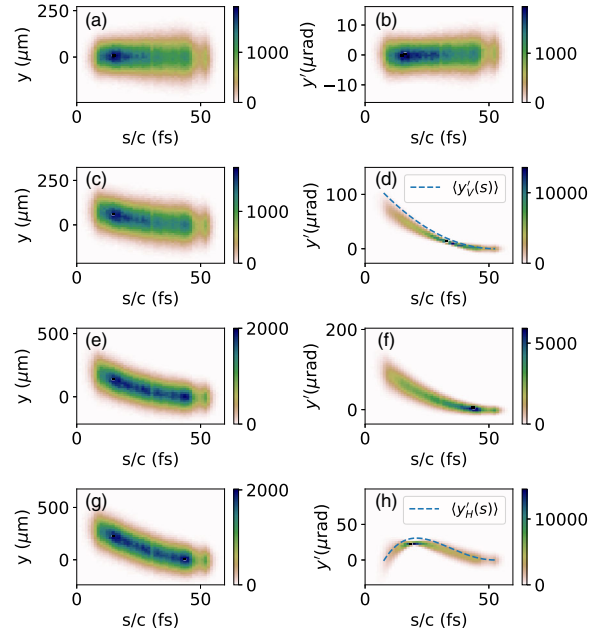 (a)
y (μm)
250
0
1000
0
0
50
s/c (fs)
(b)
y′(μrad)
10
0
−10
1000
0
0
50
s/c (fs)
(c)
y (μm)
250
0
1000
0
0
50
s/c (fs)
(d)
⟨y′V(s)⟩
y′(μrad)
100
0
10000
0
0
50
s/c (fs)
(e)
y (μm)
500
0
2000
0
0
50
s/c (fs)
(f)
y′(μrad)
200
0
5000
0
0
50
s/c (fs)
(g)
y (μm)
500
0
2000
0
0
50
s/c (fs)
(h)
⟨y′H(s)⟩
y′(μrad)
50
0
10000
0
0
50
s/c (fs)